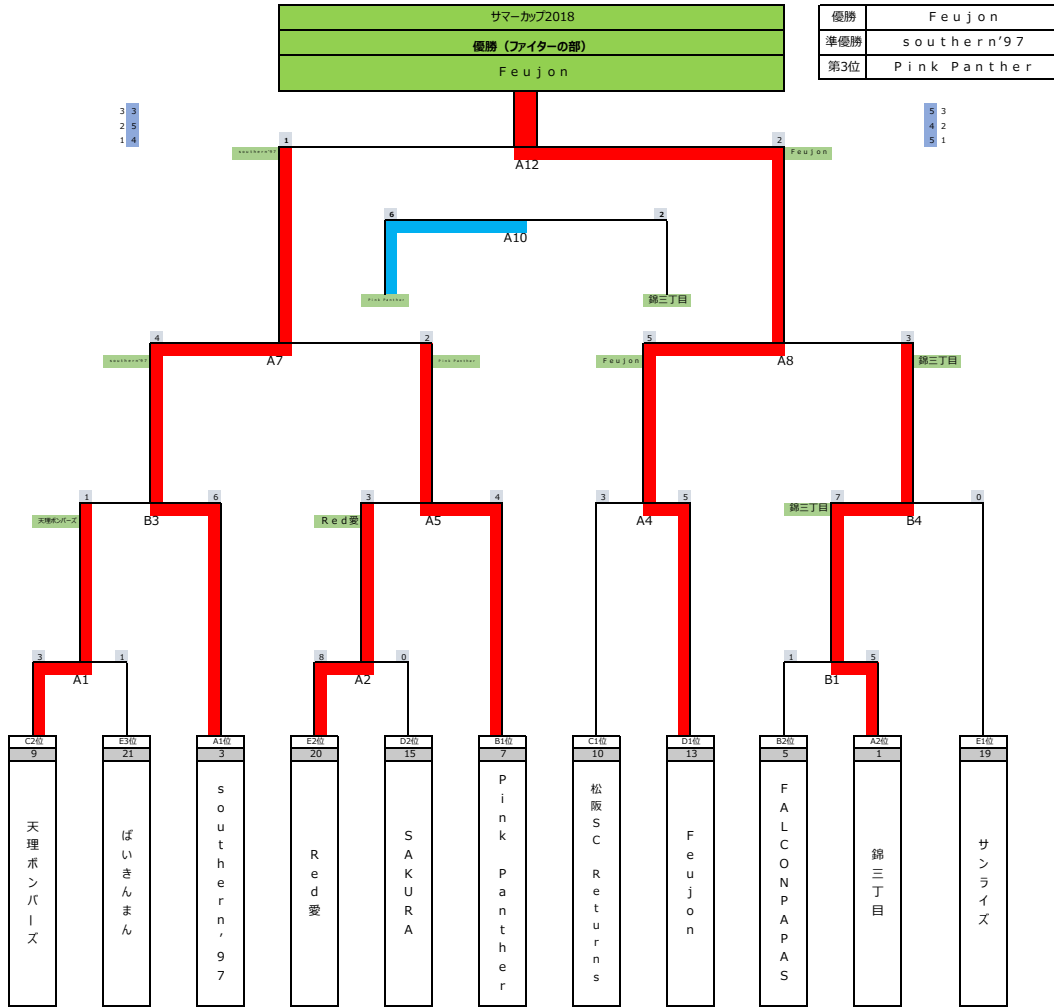 サマーカップ2018
優勝（ファイターの部）
Feujon
優勝 Feujon
準優勝 southern’97
第3位 Pink Panther
3 3
2 5
1 4
5 3
4 2
5 1
1 2
southern’97 Feujon
A12
6 2
A10
Pink Panther 錦三丁目
4 2 5 3
southern’97 A7 Pink Panther Feujon A8 錦三丁目
1 6 3 4 3 5 7 0
天理ボンバーズ B3 Red愛 A5 A4 錦三丁目 B4
3 1 8 0 1 5
A1 A2 B1
C2位 E3位 A1位 E2位 D2位 B1位 C1位 D1位 B2位 A2位 E1位
9 21 3 20 15 7 10 13 5 1 19
天理ボンバーズ
ばいきんまん
southern’97
Red愛
SAKURA
Pink Panther
松阪SC Returns
Feujon
FALCONPAPAS
錦三丁目
サンライズ